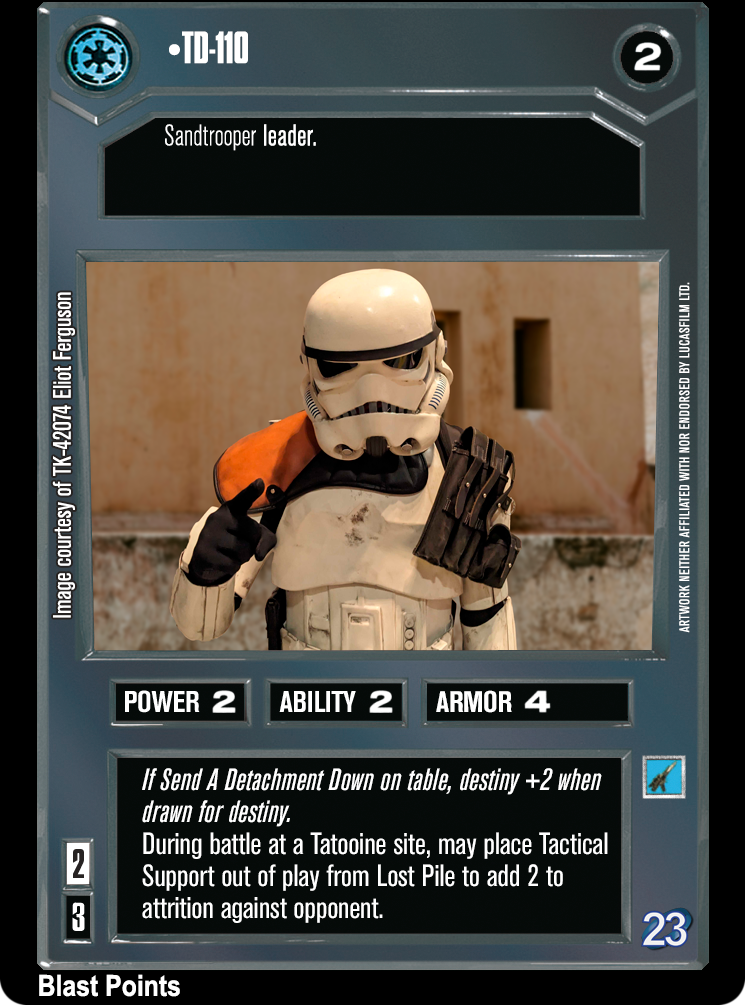 •TD-110
2
Sandtrooper leader.
Image courtesy of TK-42074 Eliot Ferguson
ARTWORK NEITHER AFFILIATED WITH NOR ENDORSED BY LUCASFILM LTD.
POWER 2
ABILITY 2
ARMOR 4
If Send A Detachment Down on table, destiny +2 when
drawn for destiny.
During battle at a Tatooine site, may place Tactical
Support out of play from Lost Pile to add 2 to
attrition against opponent.
2
3
23
Blast Points